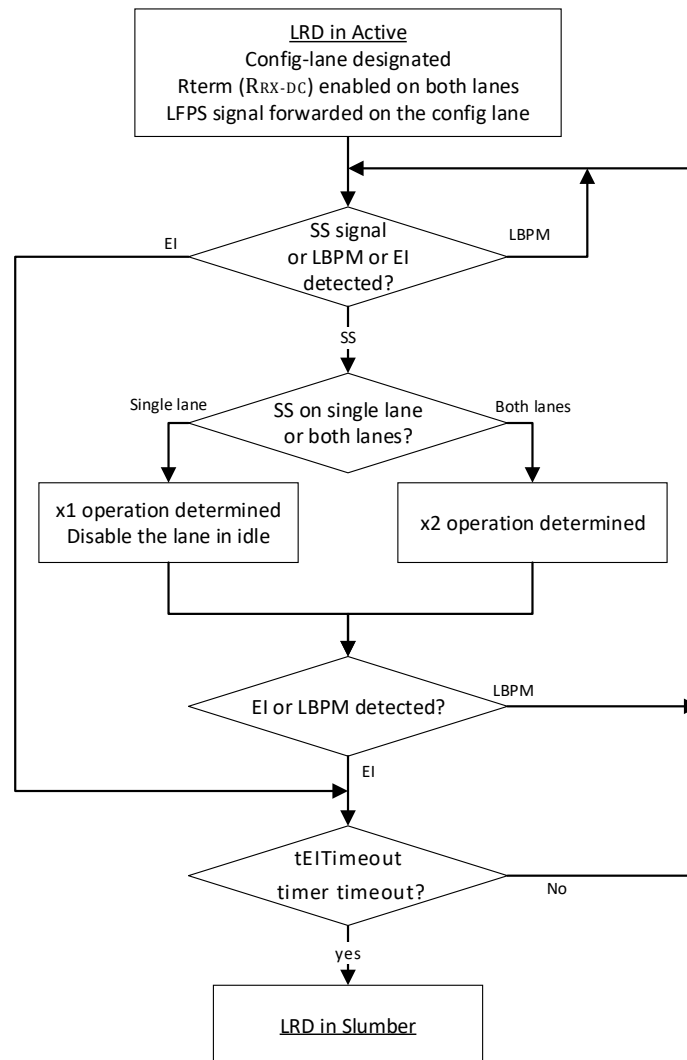 LRD in Active
Config-lane designated
Rterm (RRX-DC) enabled on both lanes
LFPS signal forwarded on the config lane
EI
SS signal
or LBPM or EI
detected?
LBPM
SS
Single lane
SS on single lane
or both lanes?
Both lanes
x1 operation determined
Disable the lane in idle
x2 operation determined
EI or LBPM detected?
LBPM
EI
tEITimeout
timer timeout?
No
yes
LRD in Slumber